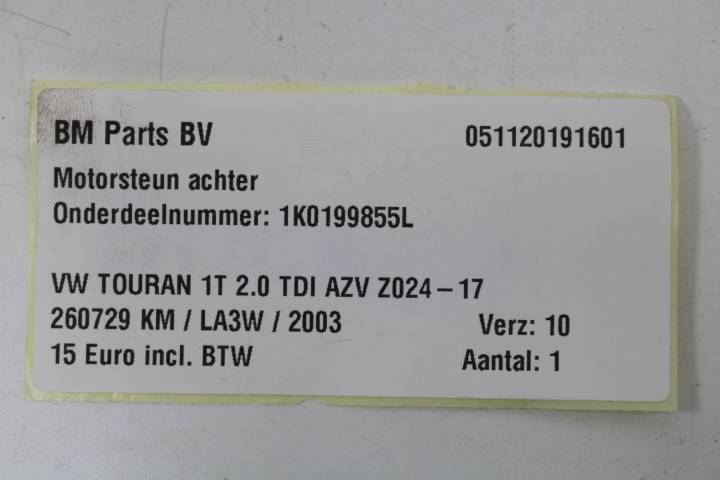 BM Parts BV 051120191601
Motorsteun achter
Onderdeelnummer: 1K0199855L
VW TOURAN 1T 2.0 TDI AZV Z024-17
260729 KM / LA3W / 2003 Verz: 10
15 Euro incl. BTW Aantal: 1